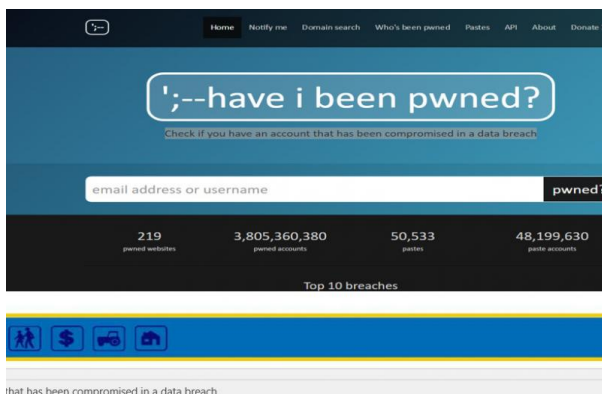 ';--
Home Notify me Domain search Who's been pwned Pastes API About Donate
';--have i been pwned?
Check if you have an account that has been compromised in a data breach
email address or username
pwned?
219 3,805,360,380 50,533 48,199,630
pwned websites pwned accounts pastes paste accounts
Top 10 breaches
$
that has been compromised in a data breach